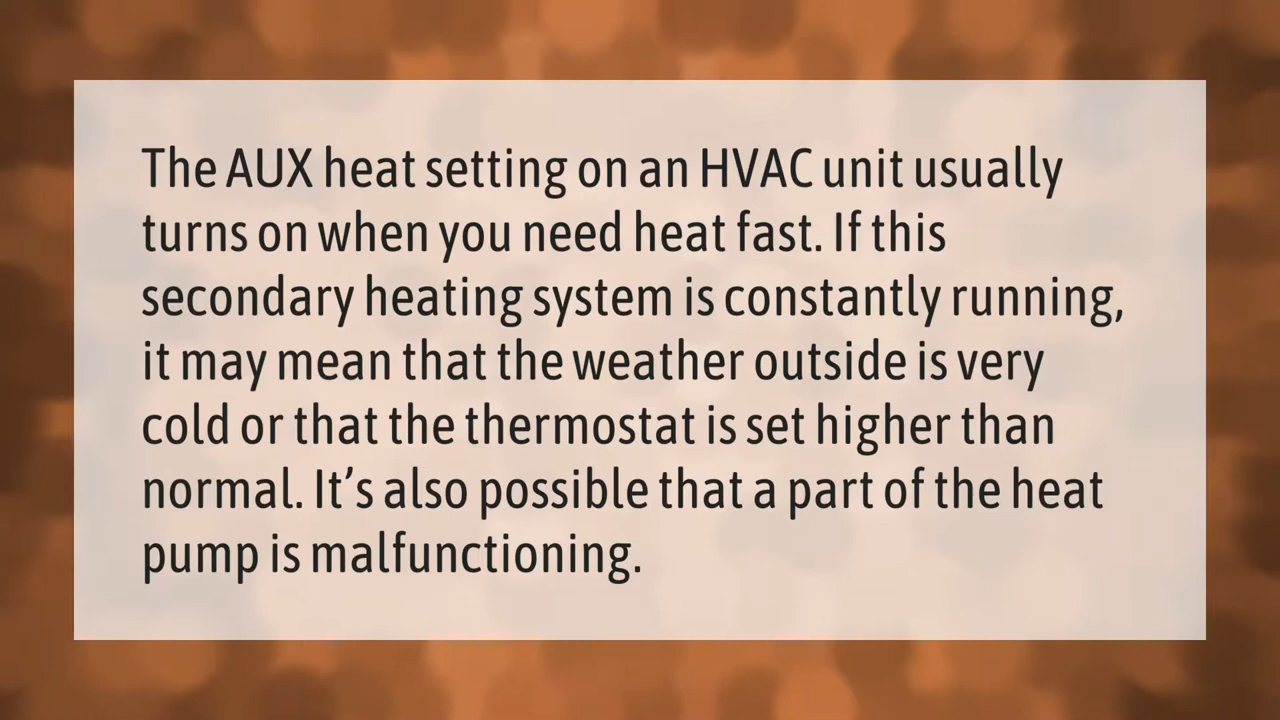 The AUX heat setting on an HVAC unit usually
turns on when you need heat fast. If this
secondary heating system is constantly running,
it may mean that the weather outside is very
cold or that the thermostat is set higher than
normal. It’s also possible that a part of the heat
pump is malfunctioning.